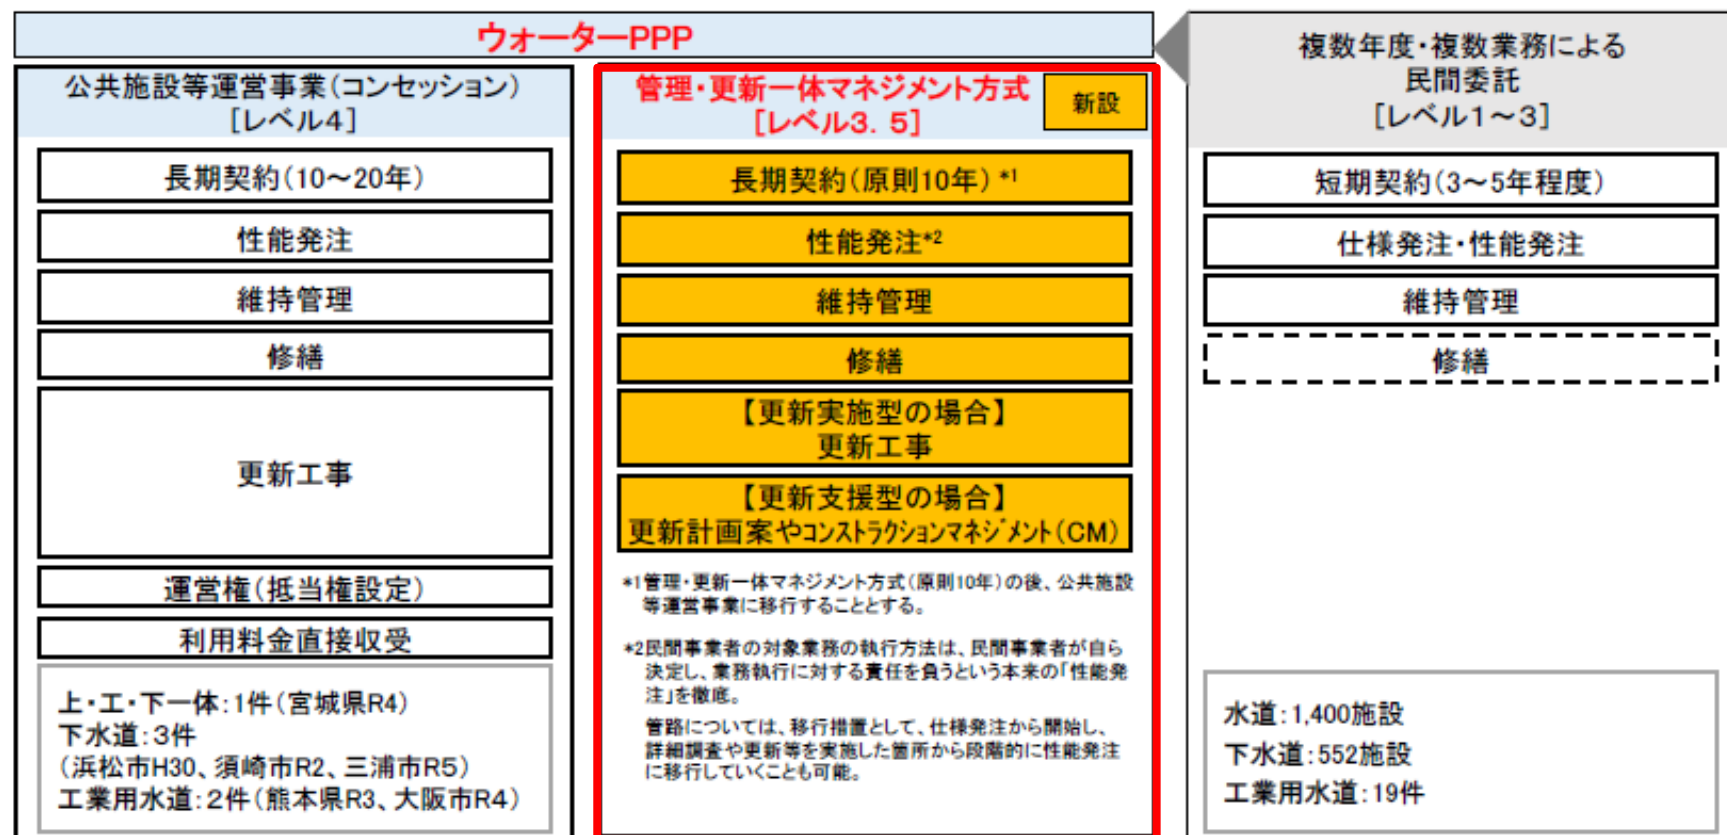 ウォーターPPP
公共施設等運営事業(コンセッション)
[レベル4]
長期契約(10～20年)
性能発注
維持管理
修繕
更新工事
運営権(抵当権設定)
利用料金直接収受
上・工・下一体:1件(宮城県R4)
下水道:3件
(浜松市H30、須崎市R2、三浦市R5)
工業用水道:2件(熊本県R3、大阪市R4)
管理・更新一体マネジメント方式
[レベル3.5]
新設
長期契約(原則10年)*1
性能発注*2
維持管理
修繕
【更新実施型の場合】
更新工事
【更新支援型の場合】
更新計画案やコンストラクションマネジメント(CM)
*1管理・更新一体マネジメント方式(原則10年)の後、公共施設
等運営事業に移行することとする。
*2民間事業者の対象業務の執行方法は、民間事業者が自ら
決定し、業務執行に対する責任を負うという本来の「性能発
注」を徹底。
管路については、移行措置として、仕様発注から開始し、
詳細調査や更新等を実施した箇所から段階的に性能発注
に移行していくことも可能。
複数年度・複数業務による
民間委託
[レベル1～3]
短期契約(3～5年程度)
仕様発注・性能発注
維持管理
修繕
水道:1,400施設
下水道:552施設
工業用水道:19件